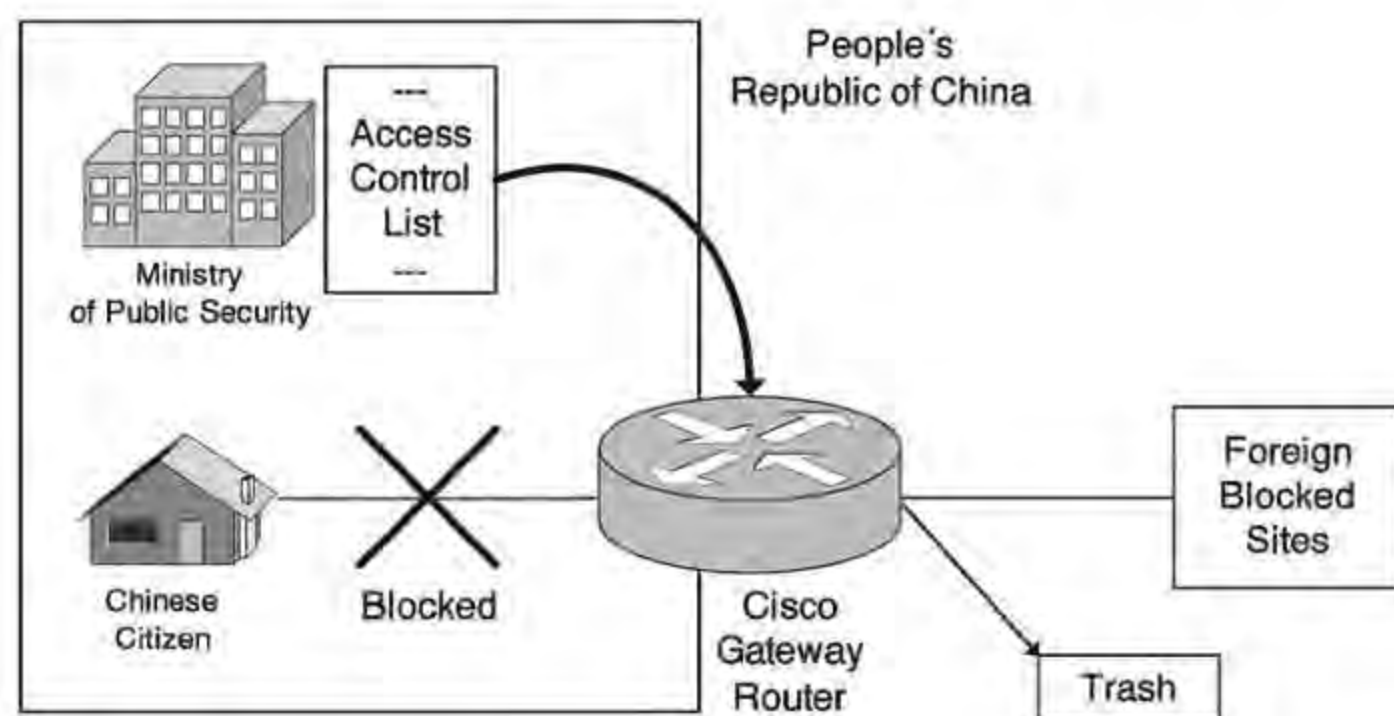 People´s
Republic of China
---
Access
Control
List
---
Ministry
of Public Security
Chinese
Citizen
Blocked
Cisco
Gateway
Router
Foreign
Blocked
Sites
Trash